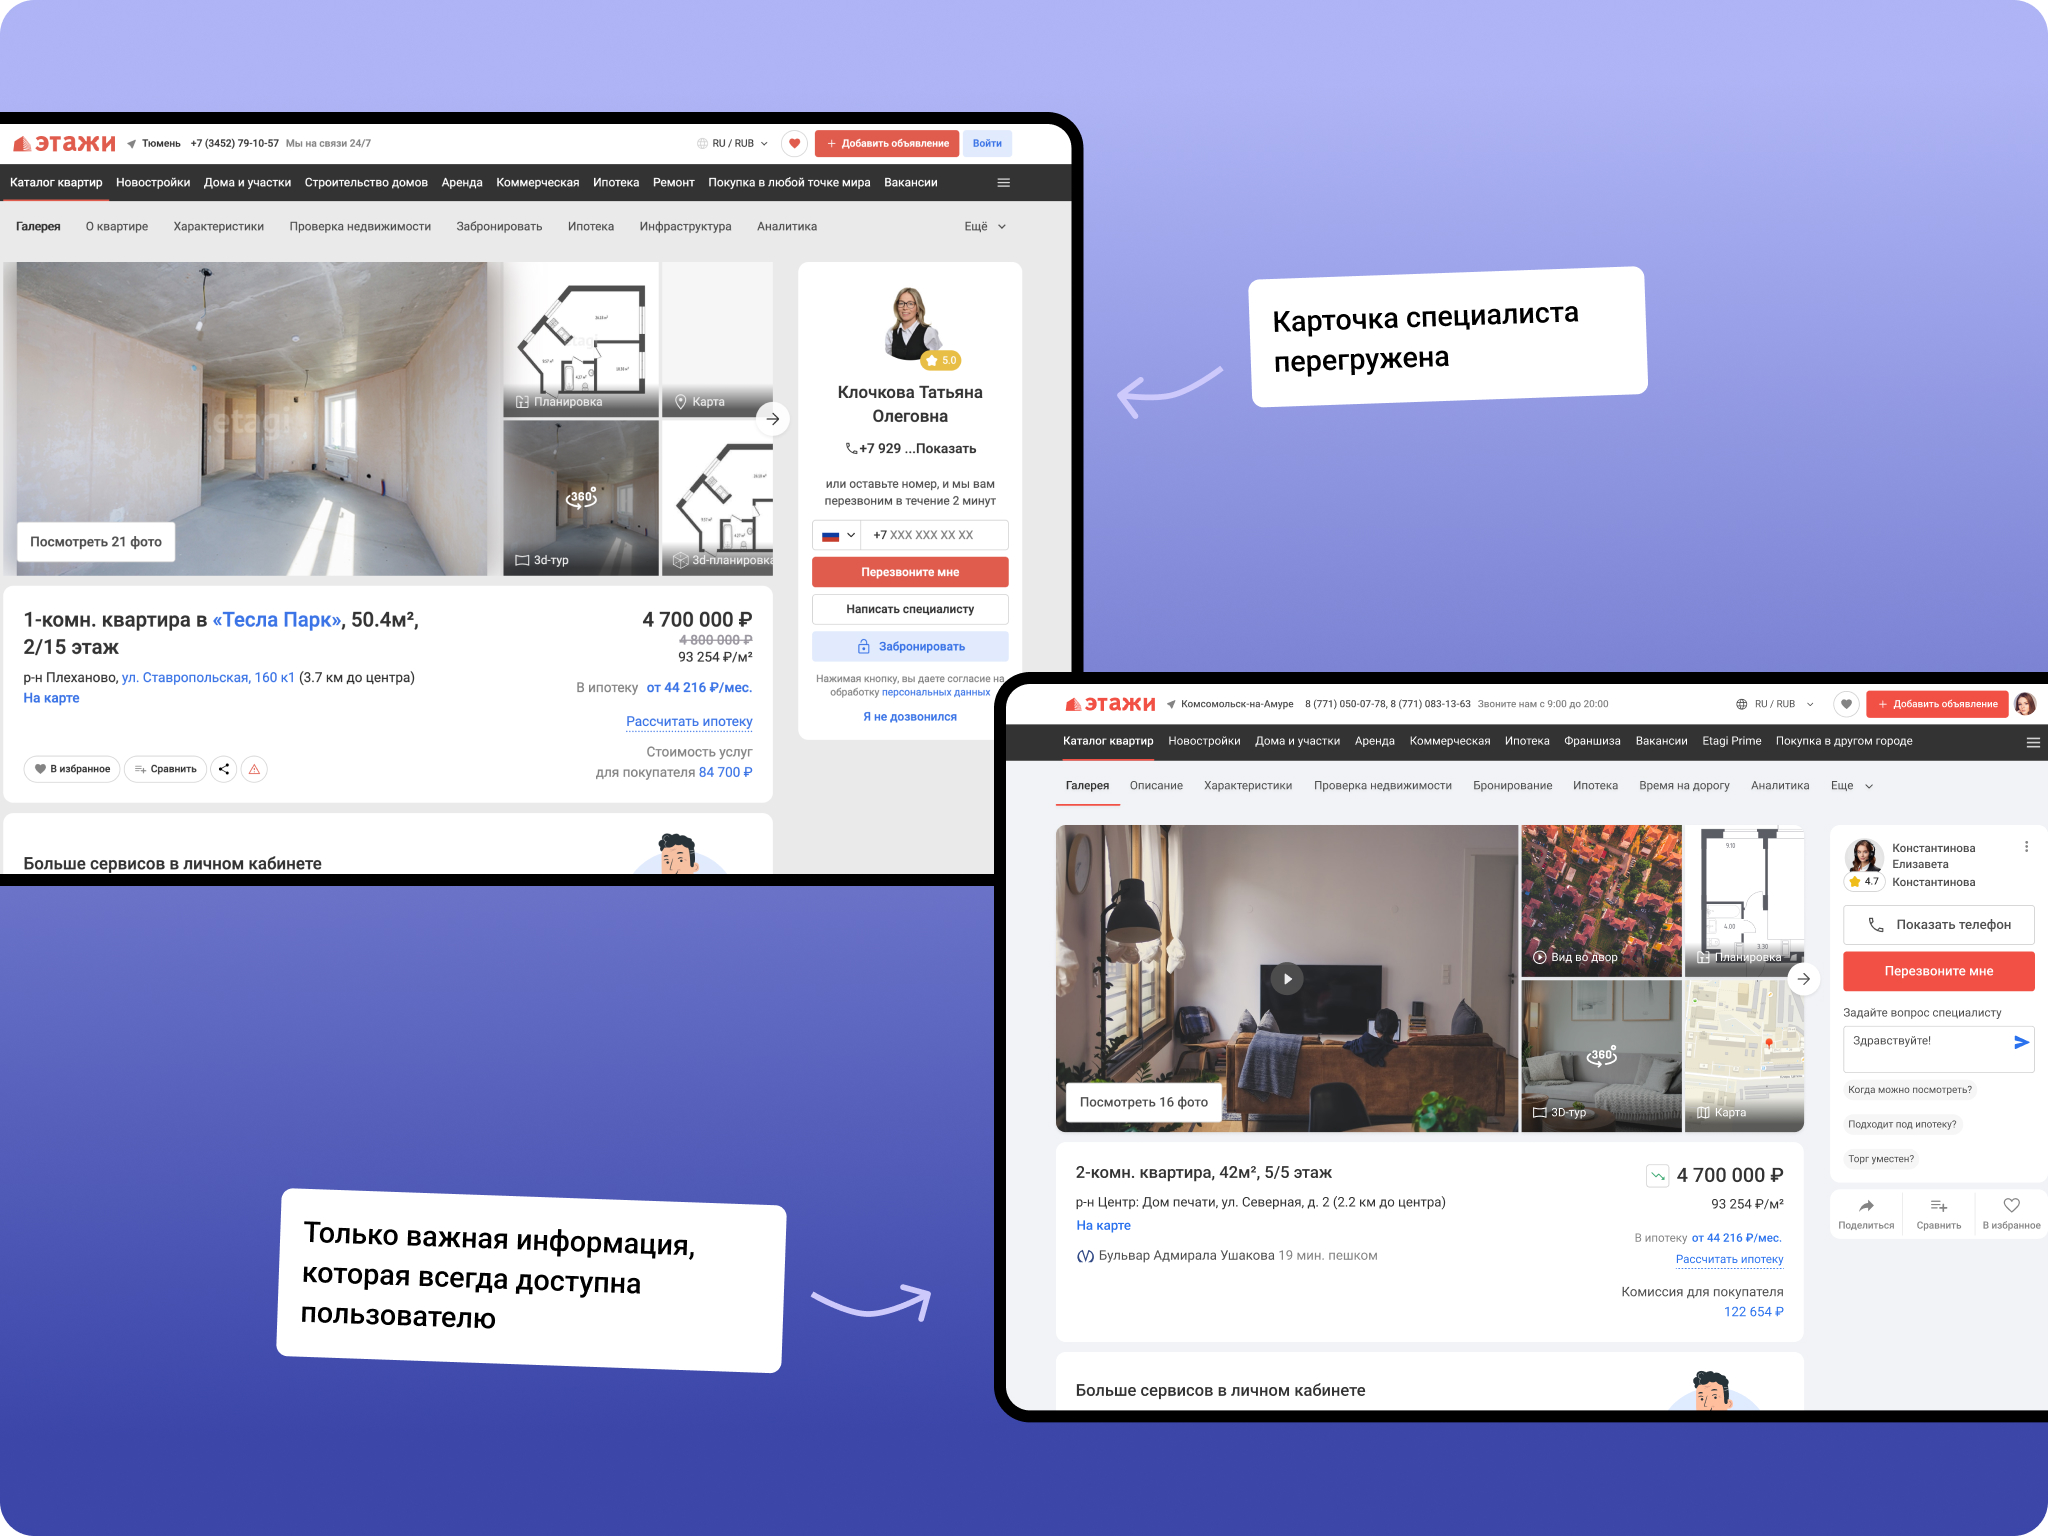 этажи
Тюмень +7 (3452) 79-10-57 Мы на связи 24/7
RU / RUB
+ Добавить объявление
Войти
Каталог квартир Новостройки Дома и участки Строительство домов Аренда Коммерческая Ипотека Ремонт Покупка в любой точке мира Вакансии
Галерея О квартире Характеристики Проверка недвижимости Забронировать Ипотека Инфраструктура Аналитика Ещё
etagi
Посмотреть 21 фото
Планировка
Карта
360°
3d-тур
3d-планировка
5.0
Клочкова Татьяна
Олеговна
+7 929 ...Показать
или оставьте номер, и мы вам
перезвоним в течение 2 минут
+7 XXX XXX XX XX
Перезвоните мне
Написать специалисту
Забронировать
Нажимая кнопку, вы даете согласие на
обработку персональных данных
Я не дозвонился
1-комн. квартира в «Тесла Парк», 50.4м²,
2/15 этаж
р-н Плеханово, ул. Ставропольская, 160 к1 (3.7 км до центра)
На карте
4 700 000 ₽
4 800 000 ₽
93 254 ₽/м²
В ипотеку от 44 216 ₽/мес.
Рассчитать ипотеку
Стоимость услуг
для покупателя 84 700 ₽
В избранное
Сравнить
Больше сервисов в личном кабинете
Карточка специалиста
перегружена
этажи
Комсомольск-на-Амуре 8 (771) 050-07-78, 8 (771) 083-13-63 Звоните нам с 9:00 до 20:00
RU / RUB
+ Добавить объявление
Каталог квартир Новостройки Дома и участки Аренда Коммерческая Ипотека Франшиза Вакансии Etagi Prime Покупка в другом городе
Галерея Описание Характеристики Проверка недвижимости Бронирование Ипотека Время на дорогу Аналитика Еще
Посмотреть 16 фото
Вид во двор
9.10
4.00
3.30
Планировка
360°
3D-тур
Карта
Константинова
Елизавета
Константинова
4.7
Показать телефон
Перезвоните мне
Задайте вопрос специалисту
Здравствуйте!
Когда можно посмотреть?
Подходит под ипотеку?
Торг уместен?
Поделиться
Сравнить
В избранное
2-комн. квартира, 42м², 5/5 этаж
р-н Центр: Дом печати, ул. Северная, д. 2 (2.2 км до центра)
На карте
Бульвар Адмирала Ушакова 19 мин. пешком
4 700 000 ₽
93 254 ₽/м²
В ипотеку от 44 216 ₽/мес.
Рассчитать ипотеку
Комиссия для покупателя
122 654 ₽
Больше сервисов в личном кабинете
Только важная информация,
которая всегда доступна
пользователю